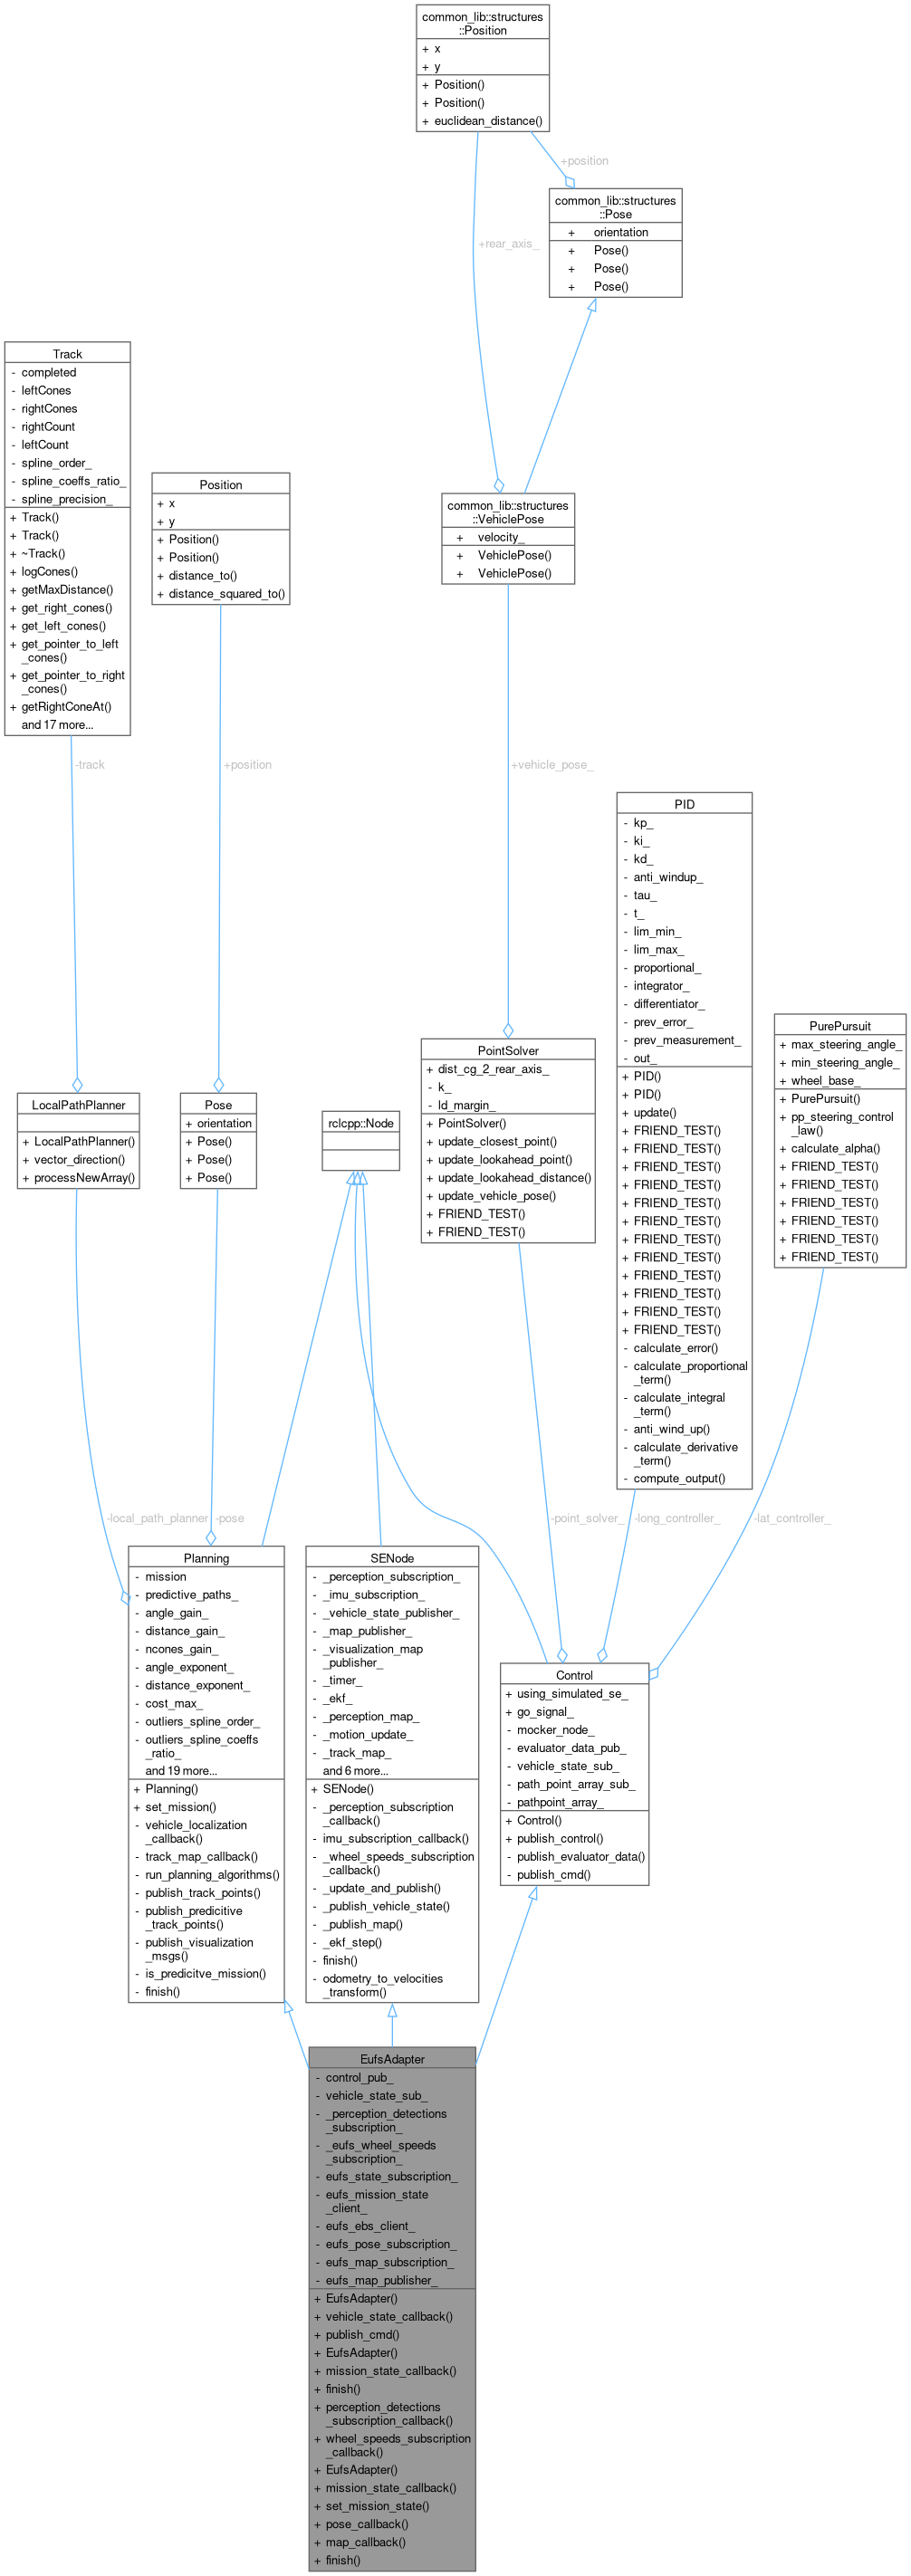 common_lib::structures
::Position
+ x
+ y
+ Position()
+ Position()
+ euclidean_distance()
+position
common_lib::structures
::Pose
+ orientation
+ Pose()
+ Pose()
+ Pose()
+rear_axis_
Track
- completed
- leftCones
- rightCones
- rightCount
- leftCount
- spline_order_
- spline_coeffs_ratio_
- spline_precision_
+ Track()
+ Track()
+ ~Track()
+ logCones()
+ getMaxDistance()
+ get_right_cones()
+ get_left_cones()
+ get_pointer_to_left
_cones()
+ get_pointer_to_right
_cones()
+ getRightConeAt()
and 17 more...
Position
+ x
+ y
+ Position()
+ Position()
+ distance_to()
+ distance_squared_to()
common_lib::structures
::VehiclePose
+ velocity_
+ VehiclePose()
+ VehiclePose()
-track
+position
+vehicle_pose_
PID
- kp_
- ki_
- kd_
- anti_windup_
- tau_
- t_
- lim_min_
- lim_max_
- proportional_
- integrator_
- differentiator_
- prev_error_
- prev_measurement_
- out_
+ PID()
+ PID()
+ update()
+ FRIEND_TEST()
+ FRIEND_TEST()
+ FRIEND_TEST()
+ FRIEND_TEST()
+ FRIEND_TEST()
+ FRIEND_TEST()
+ FRIEND_TEST()
+ FRIEND_TEST()
+ FRIEND_TEST()
+ FRIEND_TEST()
+ FRIEND_TEST()
+ FRIEND_TEST()
- calculate_error()
- calculate_proportional
_term()
- calculate_integral
_term()
- anti_wind_up()
- calculate_derivative
_term()
- compute_output()
PurePursuit
+ max_steering_angle_
+ min_steering_angle_
+ wheel_base_
+ PurePursuit()
+ pp_steering_control
_law()
+ calculate_alpha()
+ FRIEND_TEST()
+ FRIEND_TEST()
+ FRIEND_TEST()
+ FRIEND_TEST()
+ FRIEND_TEST()
+ FRIEND_TEST()
PointSolver
+ dist_cg_2_rear_axis_
- k_
- ld_margin_
+ PointSolver()
+ update_closest_point()
+ update_lookahead_point()
+ update_lookahead_distance()
+ update_vehicle_pose()
+ FRIEND_TEST()
+ FRIEND_TEST()
LocalPathPlanner
+ LocalPathPlanner()
+ vector_direction()
+ processNewArray()
Pose
+ orientation
+ Pose()
+ Pose()
+ Pose()
rclcpp::Node
-local_path_planner
-pose
-point_solver_
-long_controller_
-lat_controller_
Planning
- mission
- predictive_paths_
- angle_gain_
- distance_gain_
- ncones_gain_
- angle_exponent_
- distance_exponent_
- cost_max_
- outliers_spline_order_
- outliers_spline_coeffs
_ratio_
and 19 more...
+ Planning()
+ set_mission()
- vehicle_localization
_callback()
- track_map_callback()
- run_planning_algorithms()
- publish_track_points()
- publish_predicitive
_track_points()
- publish_visualization
_msgs()
- is_predicitve_mission()
- finish()
SENode
- _perception_subscription_
- _imu_subscription_
- _vehicle_state_publisher_
- _map_publisher_
- _visualization_map
_publisher_
- _timer_
- _ekf_
- _perception_map_
- _motion_update_
- _track_map_
and 6 more...
+ SENode()
- _perception_subscription
_callback()
- imu_subscription_callback()
- _wheel_speeds_subscription
_callback()
- _update_and_publish()
- _publish_vehicle_state()
- _publish_map()
- _ekf_step()
- finish()
- odometry_to_velocities
_transform()
Control
+ using_simulated_se_
+ go_signal_
- mocker_node_
- evaluator_data_pub_
- vehicle_state_sub_
- path_point_array_sub_
- pathpoint_array_
+ Control()
+ publish_control()
- publish_evaluator_data()
- publish_cmd()
EufsAdapter
- control_pub_
- vehicle_state_sub_
- _perception_detections
_subscription_
- _eufs_wheel_speeds
_subscription_
- eufs_state_subscription_
- eufs_mission_state
_client_
- eufs_ebs_client_
- eufs_pose_subscription_
- eufs_map_subscription_
- eufs_map_publisher_
+ EufsAdapter()
+ vehicle_state_callback()
+ publish_cmd()
+ EufsAdapter()
+ mission_state_callback()
+ finish()
+ perception_detections
_subscription_callback()
+ wheel_speeds_subscription
_callback()
+ EufsAdapter()
+ mission_state_callback()
+ set_mission_state()
+ pose_callback()
+ map_callback()
+ finish()